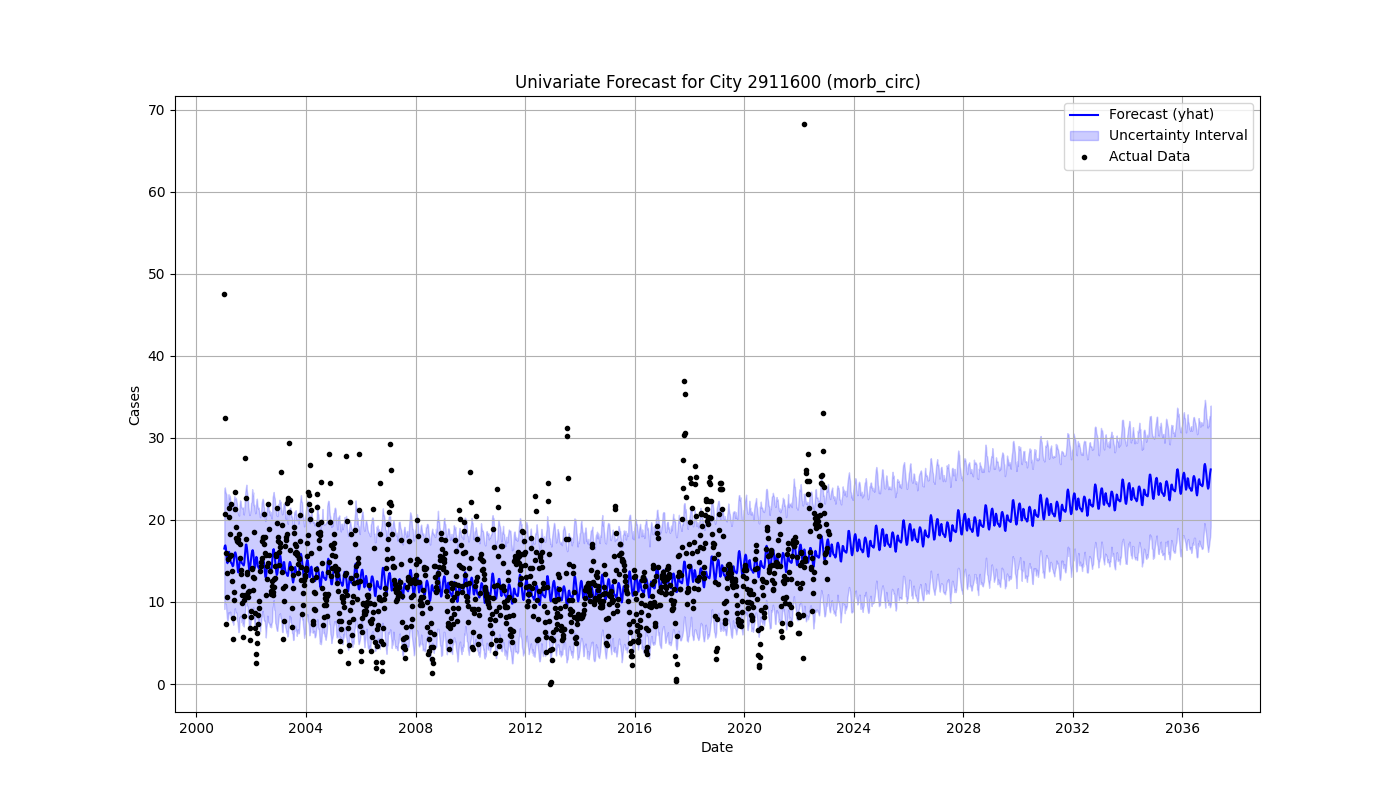 Univariate Forecast for City 2911600 (morb_circ)
Forecast (yhat)
Uncertainty Interval
Actual Data
Cases
70
60
50
40
30
20
10
0
2000 2004 2008 2012 2016 2020 2024 2028 2032 2036
Date